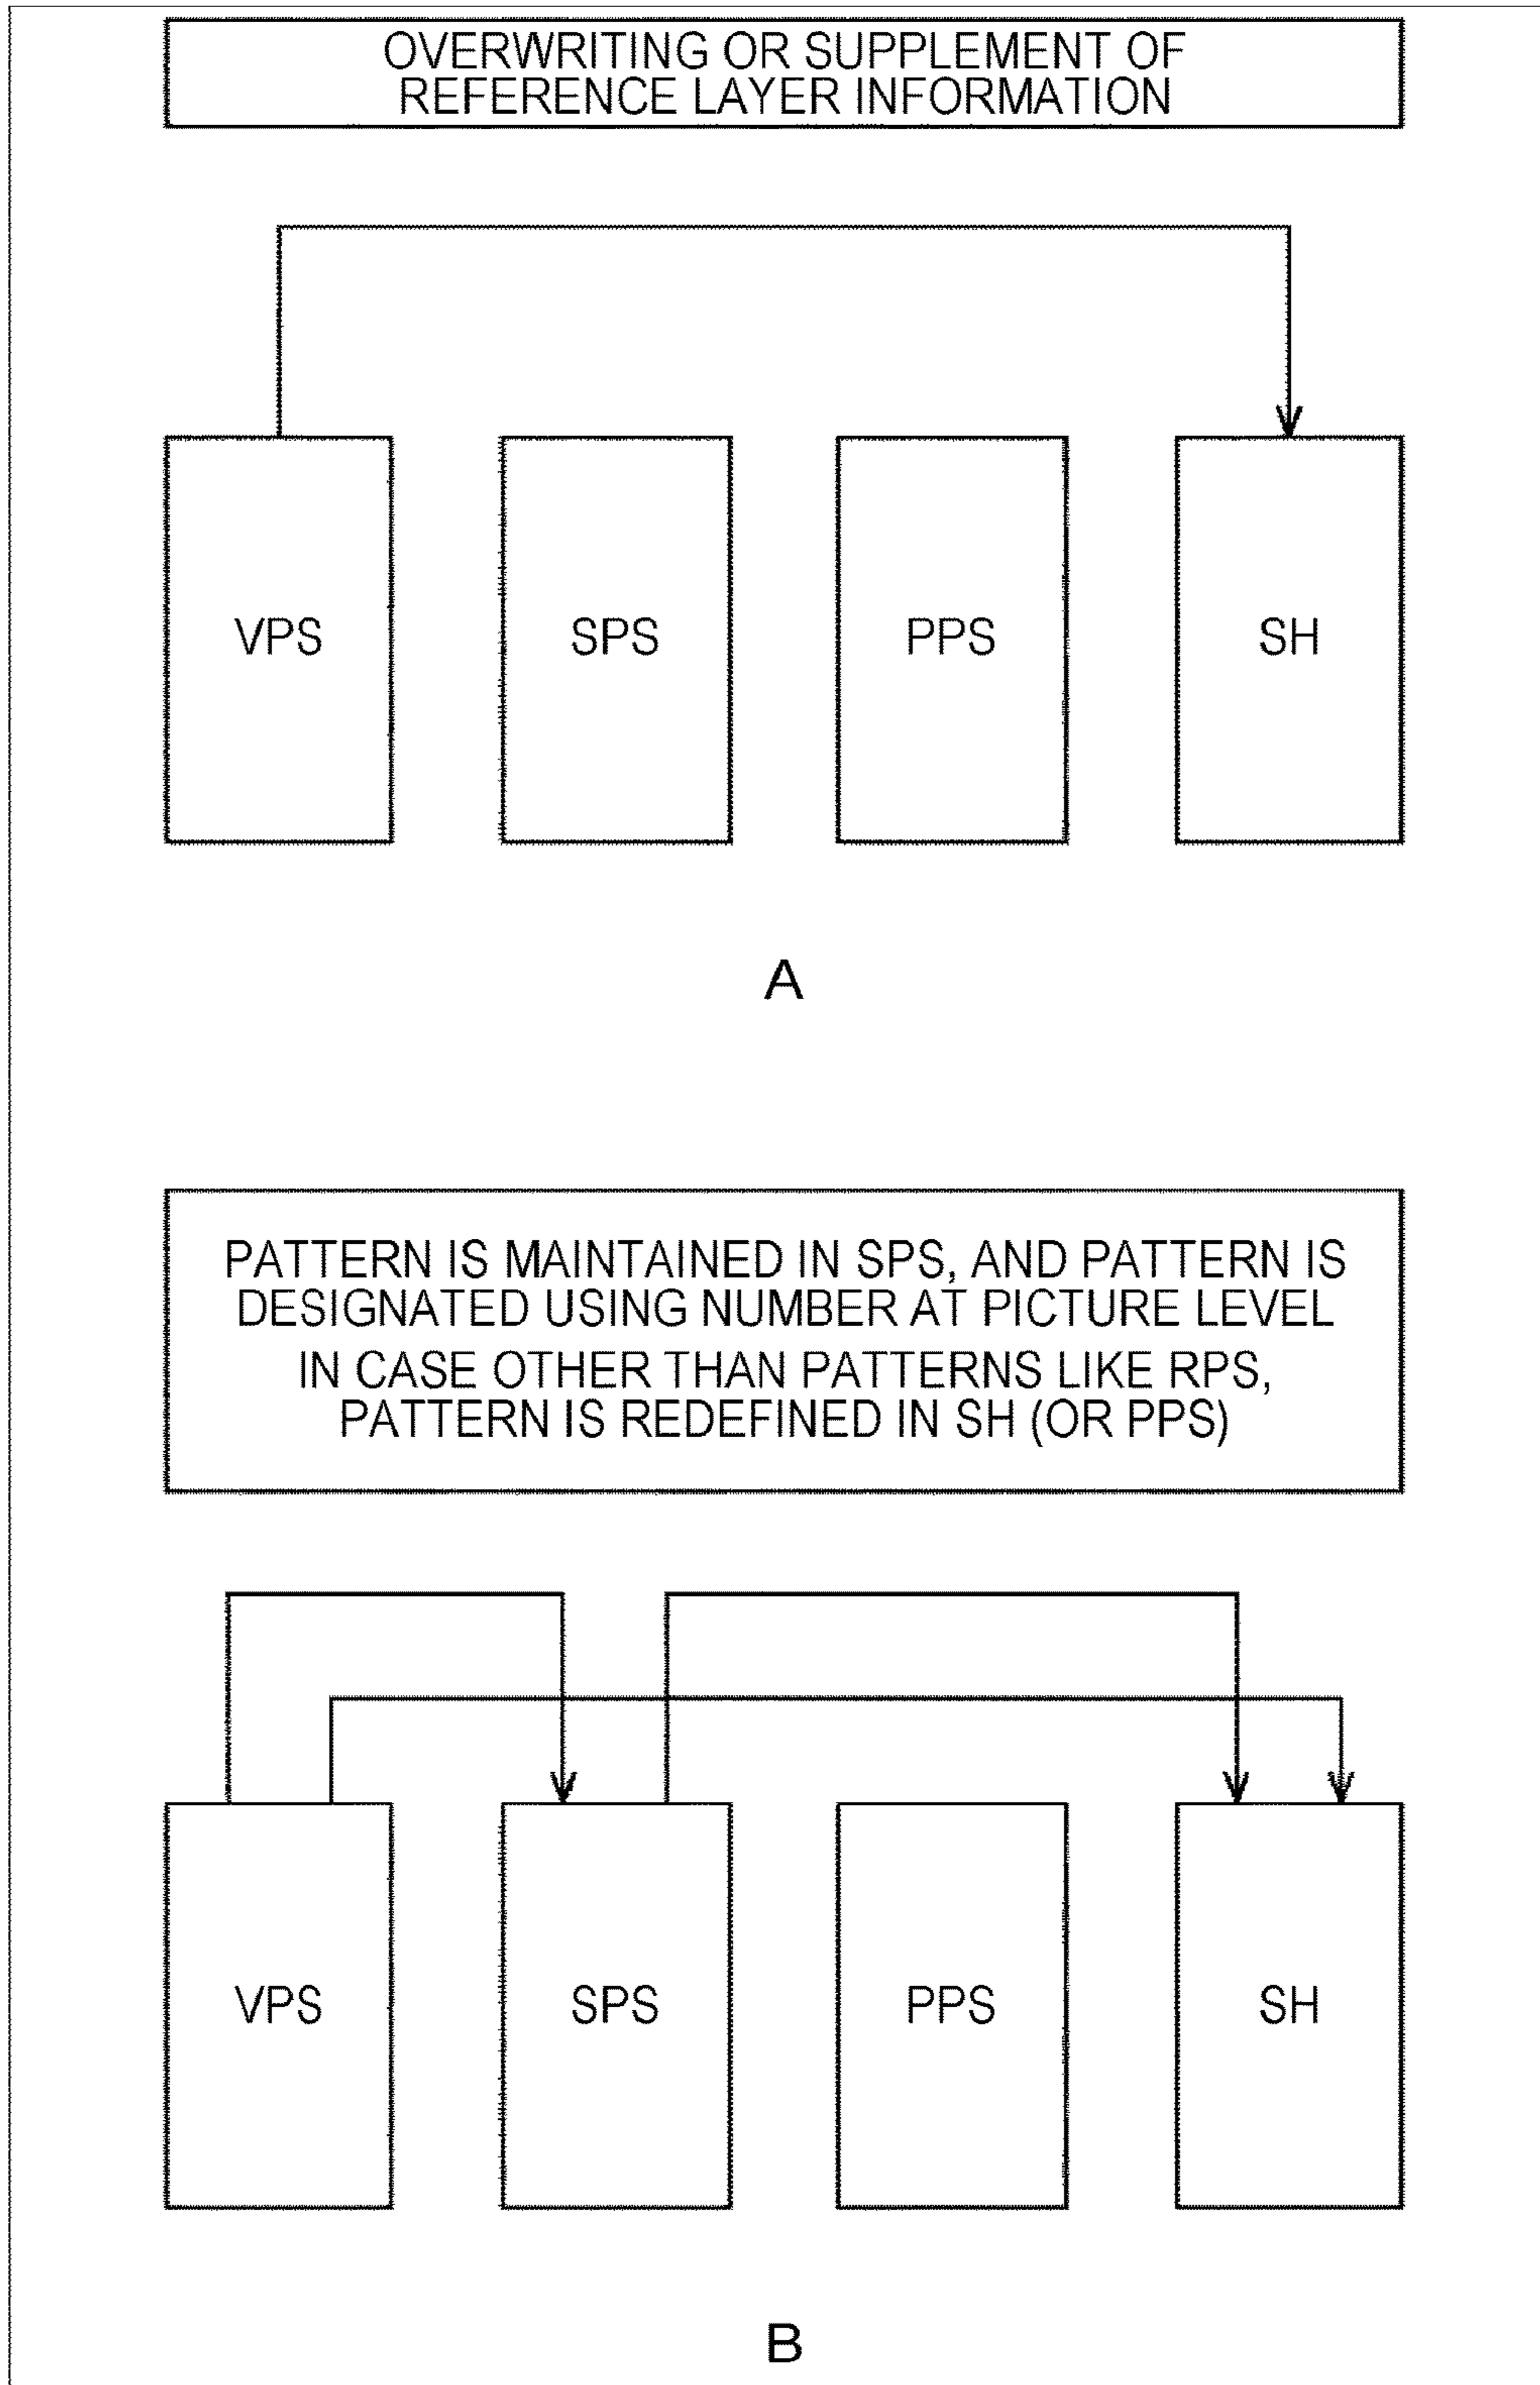 OVERWRITING OR SUPPLEMENT OF
REFERENCE LAYER INFORMATION
VPS
SPS
PPS
SH
A
PATTERN IS MAINTAINED IN SPS, AND PATTERN IS
DESIGNATED USING NUMBER AT PICTURE LEVEL
IN CASE OTHER THAN PATTERNS LIKE RPS,
PATTERN IS REDEFINED IN SH (OR PPS)
VPS
SPS
PPS
SH
B